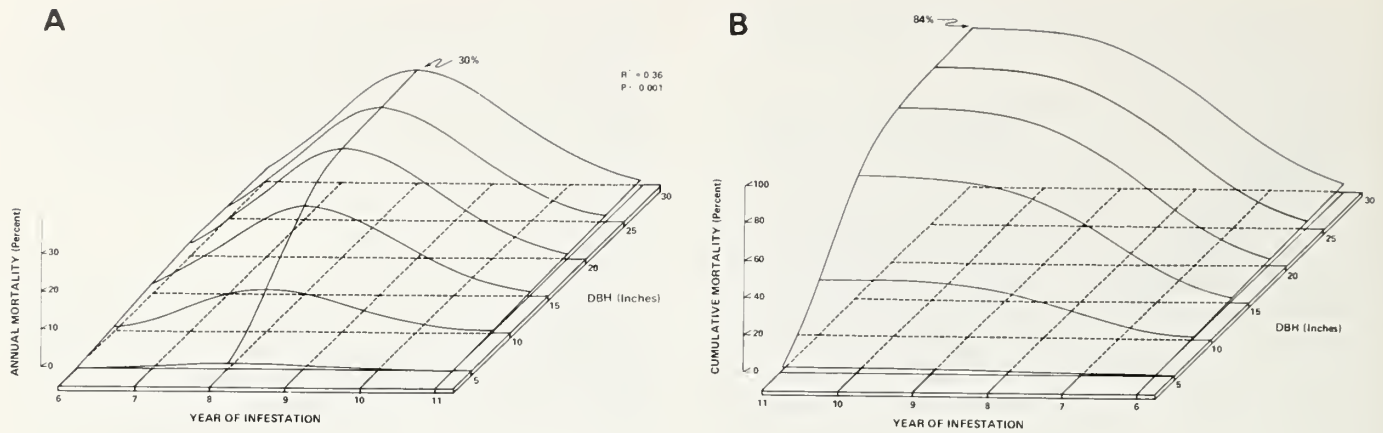 A
30%
R² = 0.36
P < 0.001
ANNUAL MORTALITY (Percent)
30
20
10
0
6 7 8 9 10 11
YEAR OF INFESTATION
5
10
15
20
25
30
DBH (Inches)
B
84%
CUMULATIVE MORTALITY (Percent)
100
80
60
40
20
0
11 10 9 8 7 6
YEAR OF INFESTATION
5
10
15
20
25
30
DBH (Inches)